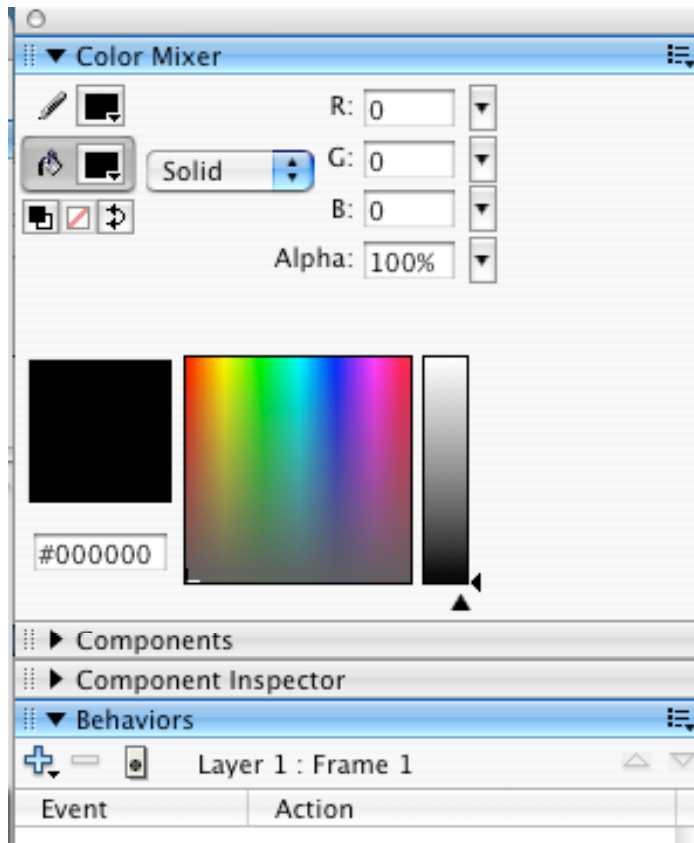 Color Mixer
R: 0
Solid
G: 0
B: 0
Alpha: 100%
#000000
Components
Component Inspector
Behaviors
Layer 1 : Frame 1
Event Action